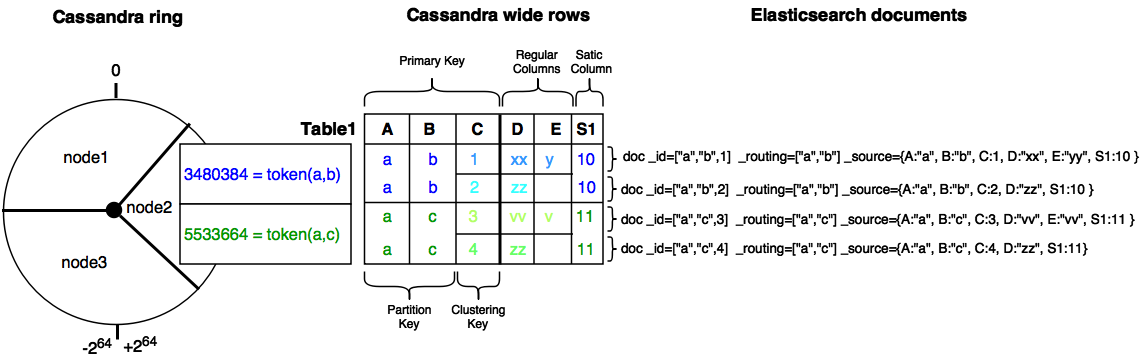 Cassandra ring
Cassandra wide rows
Elasticsearch documents
Primary Key
Regular
Columns
Satic
Column
0
Table1
A B C D E S1
node1
node2
node3
3480384 = token(a,b)
5533664 = token(a,c)
a b 1 xx y 10
a b 2 zz 10
a c 3 vv v 11
a c 4 zz 11
doc _id=["a","b",1] _routing=["a","b"] _source={A:"a", B:"b", C:1, D:"xx", E:"yy", S1:10 }
doc _id=["a","b",2] _routing=["a","b"] _source={A:"a", B:"b", C:2, D:"zz", S1:10 }
doc _id=["a","c",3] _routing=["a","c"] _source={A:"a", B:"c", C:3, D:"vv", E:"vv", S1:11 }
doc _id=["a","c",4] _routing=["a","c"] _source={A:"a", B:"c", C:4, D:"zz", S1:11}
Partition
Key
Clustering
Key
-2^64 +2^64